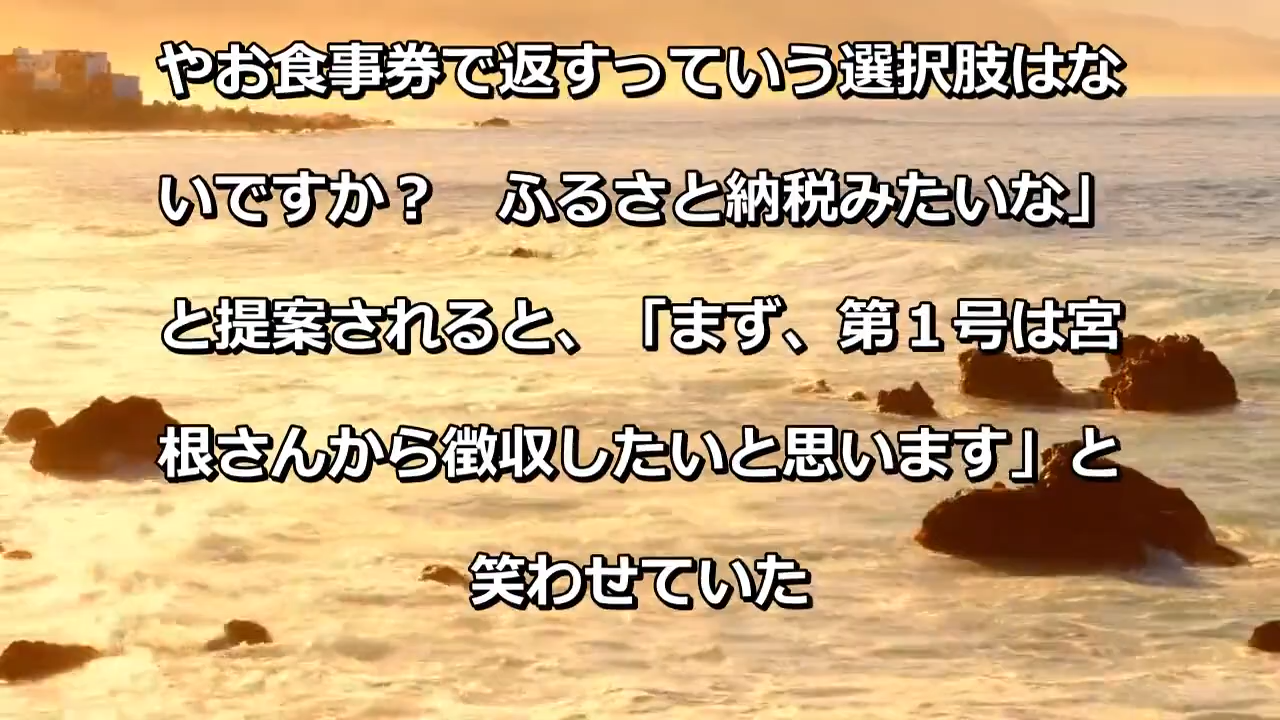 やお食事券で返すっていう選択肢はな
いですか？　ふるさと納税みたいな」
と提案されると、「まず、第１号は宮
根さんから徴収したいと思います」と
笑わせていた